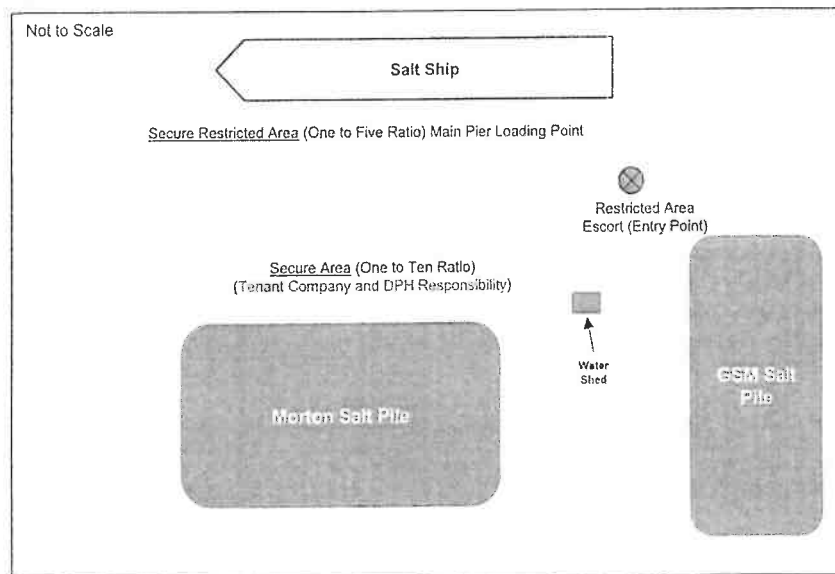 Not to Scale
Salt Ship
Secure Restricted Area (One to Five Ratio) Main Pier Loading Point
Restricted Area
Escort (Entry Point)
Secure Area (One to Ten Ratio)
(Tenant Company and DPH Responsibility)
Water
Shed
Morton Salt Pile
GSM Salt
Pile